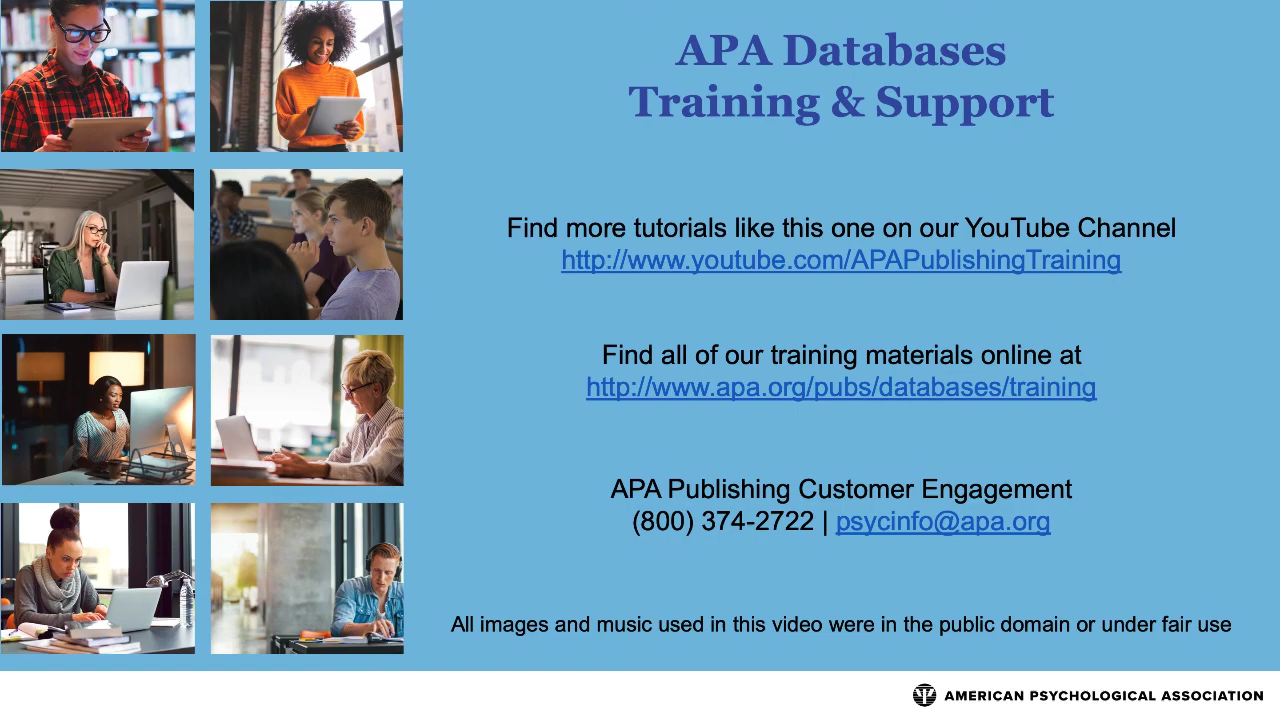 APA Databases
Training & Support
Find more tutorials like this one on our YouTube Channel
http://www.youtube.com/APAPublishingTraining
Find all of our training materials online at
http://www.apa.org/pubs/databases/training
APA Publishing Customer Engagement
(800) 374-2722 | psycinfo@apa.org
All images and music used in this video were in the public domain or under fair use
AMERICAN PSYCHOLOGICAL ASSOCIATION